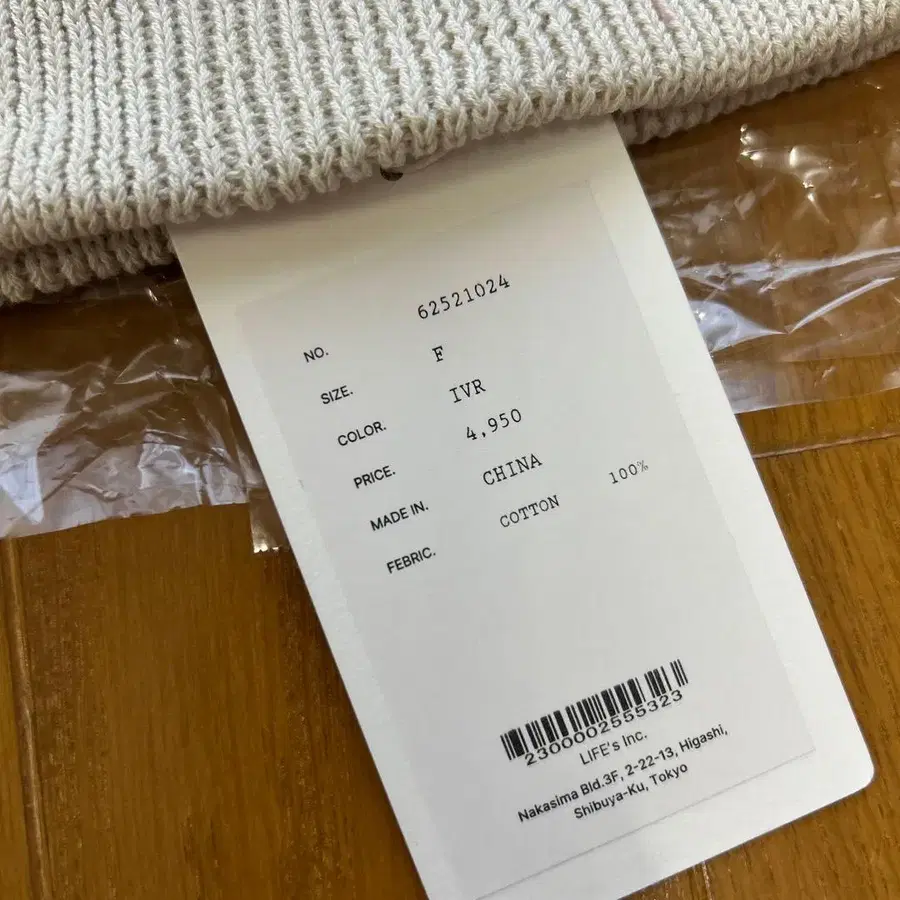 NO. 62521024
SIZE. F
COLOR. IVR
PRICE. 4,950
MADE IN. CHINA
FEBRIC. COTTON 100%
2300002555323
LIFE's Inc.
Nakasima Bld.3F, 2-22-13, Higashi,
Shibuya-Ku, Tokyo